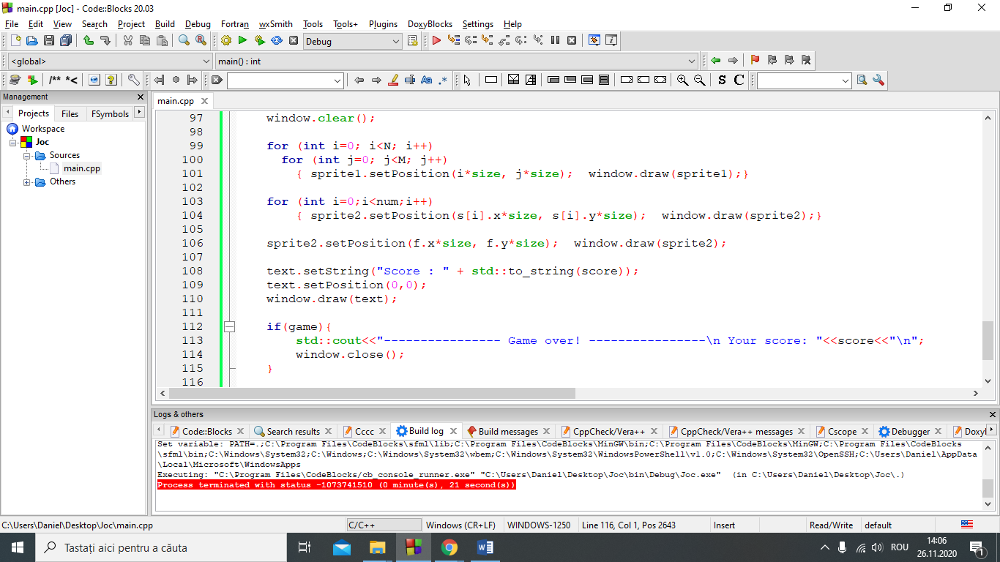 main.cpp [Joc] - Code::Blocks 20.03
File Edit View Search Project Build Debug Fortran wxSmith Tools Tools+ Plugins DoxyBlocks Settings Help
Debug
<global> main() : int
/** *< Aa .* S C
Management
Projects Files FSymbols
Workspace
Joc
Sources
main.cpp
Others
main.cpp
97 window.clear();
98
99 for (int i=0; i<N; i++)
100 for (int j=0; j<M; j++)
101 { sprite1.setPosition(i*size, j*size); window.draw(sprite1);}
102
103 for (int i=0;i<num;i++)
104 { sprite2.setPosition(s[i].x*size, s[i].y*size); window.draw(sprite2);}
105
106 sprite2.setPosition(f.x*size, f.y*size); window.draw(sprite2);
107
108 text.setString("Score : " + std::to_string(score));
109 text.setPosition(0,0);
110 window.draw(text);
111
112 if(game){
113 std::cout<<"---------------- Game over! ----------------\n Your score: "<<score<<"\n";
114 window.close();
115 }
116
Logs & others
Code::Blocks Search results Cccc Build log Build messages CppCheck/Vera++ CppCheck/Vera++ messages Cscope Debugger Doxyl
Set variable: PATH=.;C:\Program Files\CodeBlocks\sfml\lib;C:\Program Files\CodeBlocks\MinGW\bin;C:\Program Files\CodeBlocks\MinGW;C:\Program Files\CodeBlocks
\sfml\bin;C:\Windows\System32;C:\Windows;C:\Windows\System32\wbem;C:\Windows\System32\WindowsPowerShell\v1.0;C:\Windows\System32\OpenSSH;C:\Users\Daniel\AppData
\Local\Microsoft\WindowsApps
Executing: "C:\Program Files\CodeBlocks/cb_console_runner.exe" "C:\Users\Daniel\Desktop\Joc\bin\Debug\Joc.exe" (in C:\Users\Daniel\Desktop\Joc\.)
Process terminated with status -1073741510 (0 minute(s), 21 second(s))
C:\Users\Daniel\Desktop\Joc\main.cpp C/C++ Windows (CR+LF) WINDOWS-1250 Line 116, Col 1, Pos 2643 Insert Read/Write default
Tastați aici pentru a căuta
ROU
14:06
26.11.2020
1